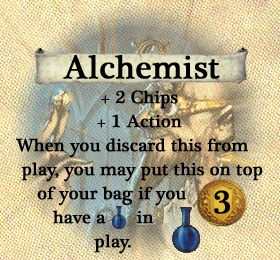 Alchemist
+ 2 Chips
+ 1 Action
When you discard this from
play, you may put this on top
of your bag if you
have a in
play.
3